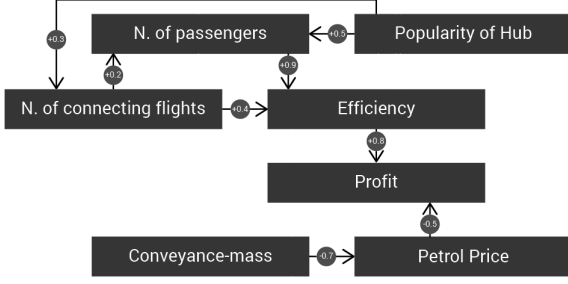 +0.3
N. of passengers
+0.5
Popularity of Hub
+0.2
+0.9
N. of connecting flights
+0.4
Efficiency
+0.8
Profit
-0.5
Conveyance-mass
-0.7
Petrol Price